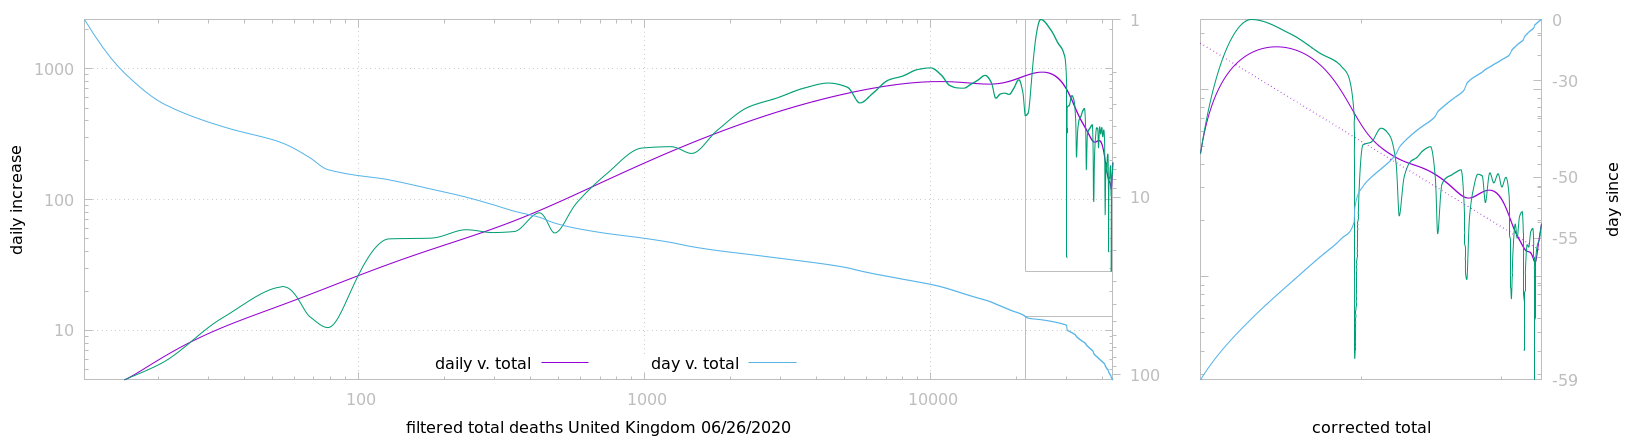 daily increase
1000
100
10
daily v. total
day v. total
100
1000
10000
filtered total deaths United Kingdom 06/26/2020
1
10
100
0
-30
-50
-55
-59
day since
corrected total